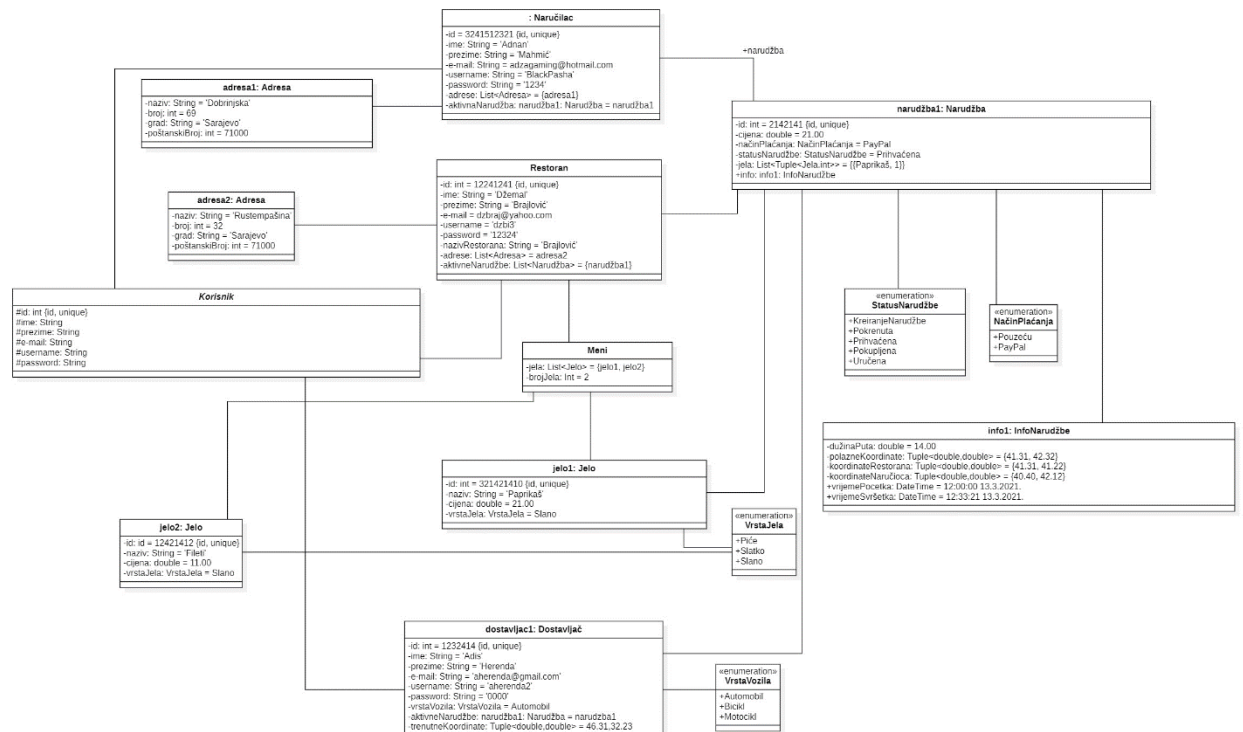 : Naručilac
-id = 3241512321 {id, unique}
-ime: String = 'Adnan'
-prezime: String = 'Mahmić'
-e-mail: String = adzagaming@hotmail.com
-username: String = 'BlackPasha'
-password: String = '1234'
-adrese: List<Adresa> = {adresa1}
-aktivnaNarudžba: narudžba1: Narudžba = narudžba1
+narudžba
adresa1: Adresa
-naziv: String = 'Dobrinjska'
-broj: int = 69
-grad: String = 'Sarajevo'
-poštanskiBroj: int = 71000
narudžba1: Narudžba
-id: int = 2142141 {id, unique}
-cijena: double = 21.00
-načinPlaćanja: NačinPlaćanja = PayPal
-statusNarudžbe: StatusNarudžbe = Prihvaćena
-jela: List<Tuple<Jela.int>> = {{Paprikaš, 1}}
+info: info1: InfoNarudžbe
Restoran
-id: int = 12241241 {id, unique}
-ime: String = 'Džemal'
-prezime: String = 'Brajlović'
-e-mail = dzbraj@yahoo.com
-username = 'dzbi3'
-password = '12324'
-nazivRestorana: String = 'Brajlović'
-adrese: List<Adresa> = adresa2
-aktivneNarudžbe: List<Narudžba> = {narudžba1}
adresa2: Adresa
-naziv: String = 'Rustempašina'
-broj: int = 32
-grad: String = 'Sarajevo'
-poštanskiBroj: int = 71000
Korisnik
#id: int {id, unique}
#ime: String
#prezime: String
#e-mail: String
#username: String
#password: String
«enumeration»
StatusNarudžbe
+KreiranjeNarudžbe
+Pokrenuta
+Prihvaćena
+Pokupljena
+Uručena
«enumeration»
NačinPlaćanja
+Pouzeću
+PayPal
Meni
-jela: List<Jelo> = {jelo1, jelo2}
-brojJela: Int = 2
info1: InfoNarudžbe
-dužinaPuta: double = 14.00
-polazneKoordinate: Tuple<double,double> = {41.31, 42.32}
-koordinateRestorana: Tuple<double,double> = {41.31, 41.22}
-koordinateNaručioca: Tuple<double,double> = {40.40, 42.12}
+vrijemePocetka: DateTime = 12:00:00 13.3.2021.
+vrijemeSvršetka: DateTime = 12:33:21 13.3.2021.
jelo1: Jelo
-id: int = 321421410 {id, unique}
-naziv: String = 'Paprikaš'
-cijena: double = 21.00
-vrstaJela: VrstaJela = Slano
jelo2: Jelo
-id: id = 12421412 {id, unique}
-naziv: String = 'Fileti'
-cijena: double = 11.00
-vrstaJela: VrstaJela = Slano
«enumeration»
VrstaJela
+Piće
+Slatko
+Slano
dostavljac1: Dostavljač
-id: int = 1232414 {id, unique}
-ime: String = 'Adis'
-prezime: String = 'Herenda'
-e-mail: String = 'aherenda@gmail.com'
-username: String = 'aherenda2'
-password: String = '0000'
-vrstaVozila: VrstaVozila = Automobil
-aktivneNarudžbe: narudžba1: Narudžba = narudzba1
-trenutneKoordinate: Tuple<double,double> = 46.31,32.23
«enumeration»
VrstaVozila
+Automobil
+Bicikl
+Motocikl